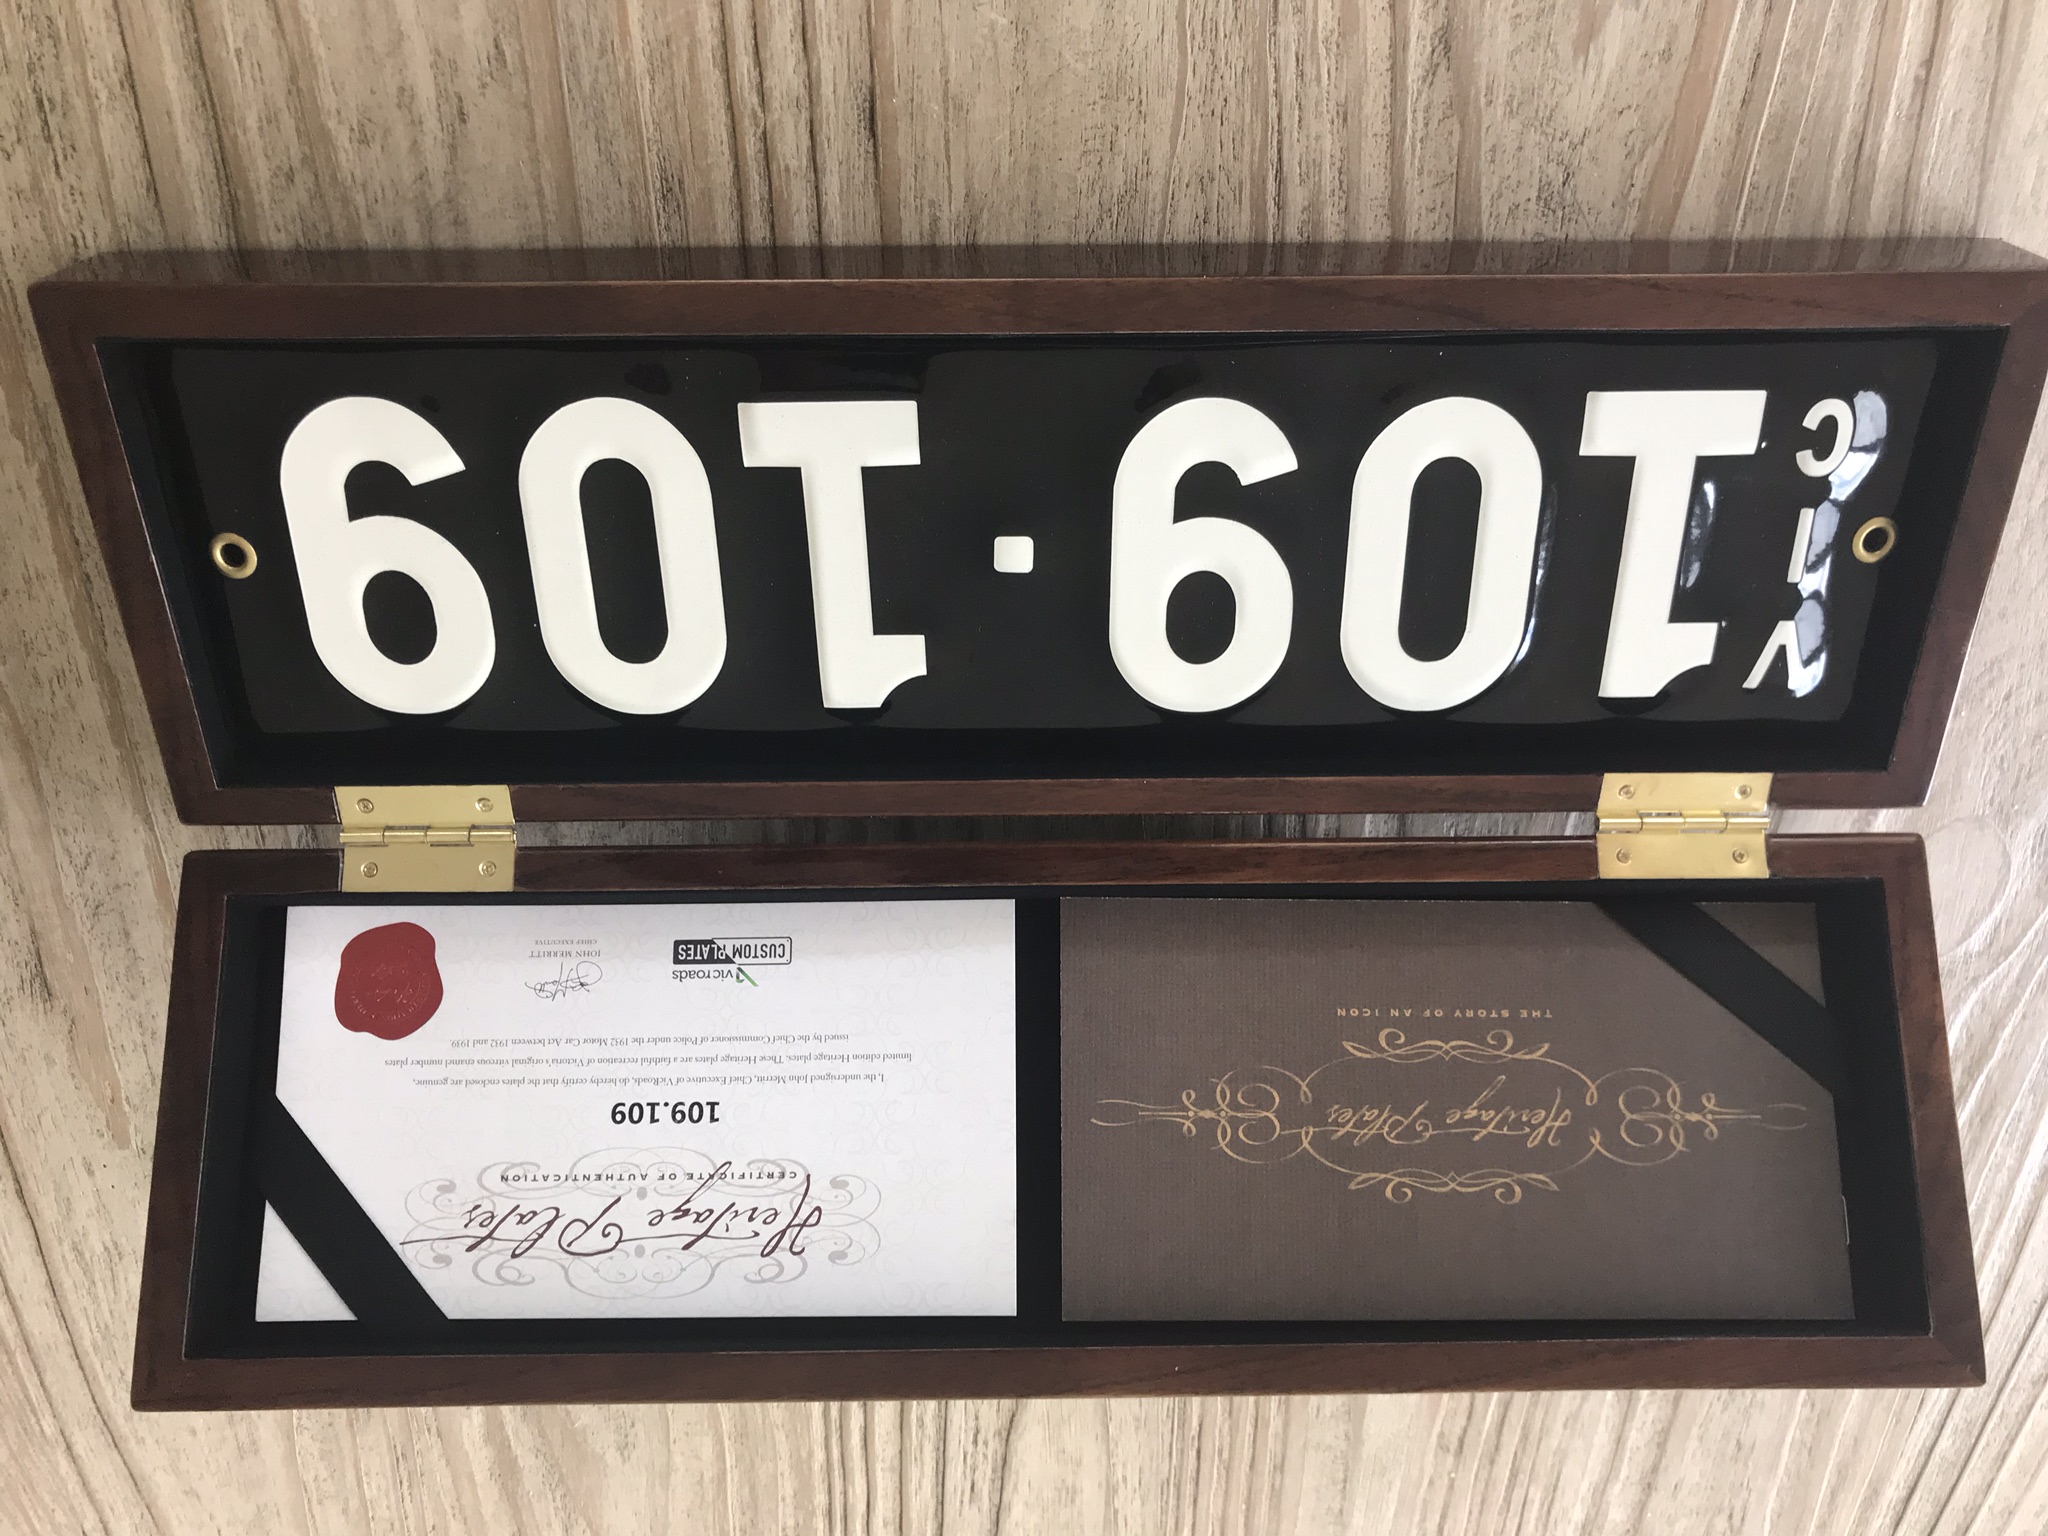 Heritage Plates
CERTIFICATE OF AUTHENTICATION
109.109
I, the undersigned John Merritt, Chief Executive of VicRoads, do hereby certify that the plates enclosed are genuine,
limited edition Heritage plates. These Heritage plates are a faithful recreation of Victoria's original vitreous enamel number plates
issued by the Chief Commissioner of Police under the 1932 Motor Car Act between 1932 and 1939.
vicroads
CUSTOM PLATES
JOHN MERRITT
CHIEF EXECUTIVE
Heritage Plates
THE STORY OF AN ICON
VIC
109·109